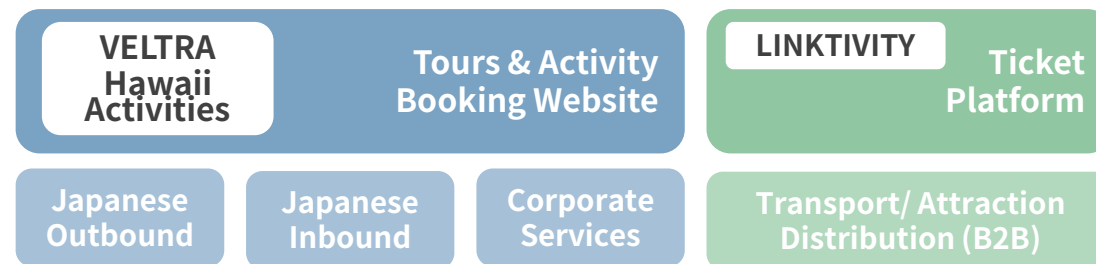 VELTRA
Hawaii
Activities
Tours & Activity
Booking Website
LINKTIVITY
Ticket
Platform
Japanese
Outbound
Japanese
Inbound
Corporate
Services
Transport/ Attraction
Distribution (B2B)